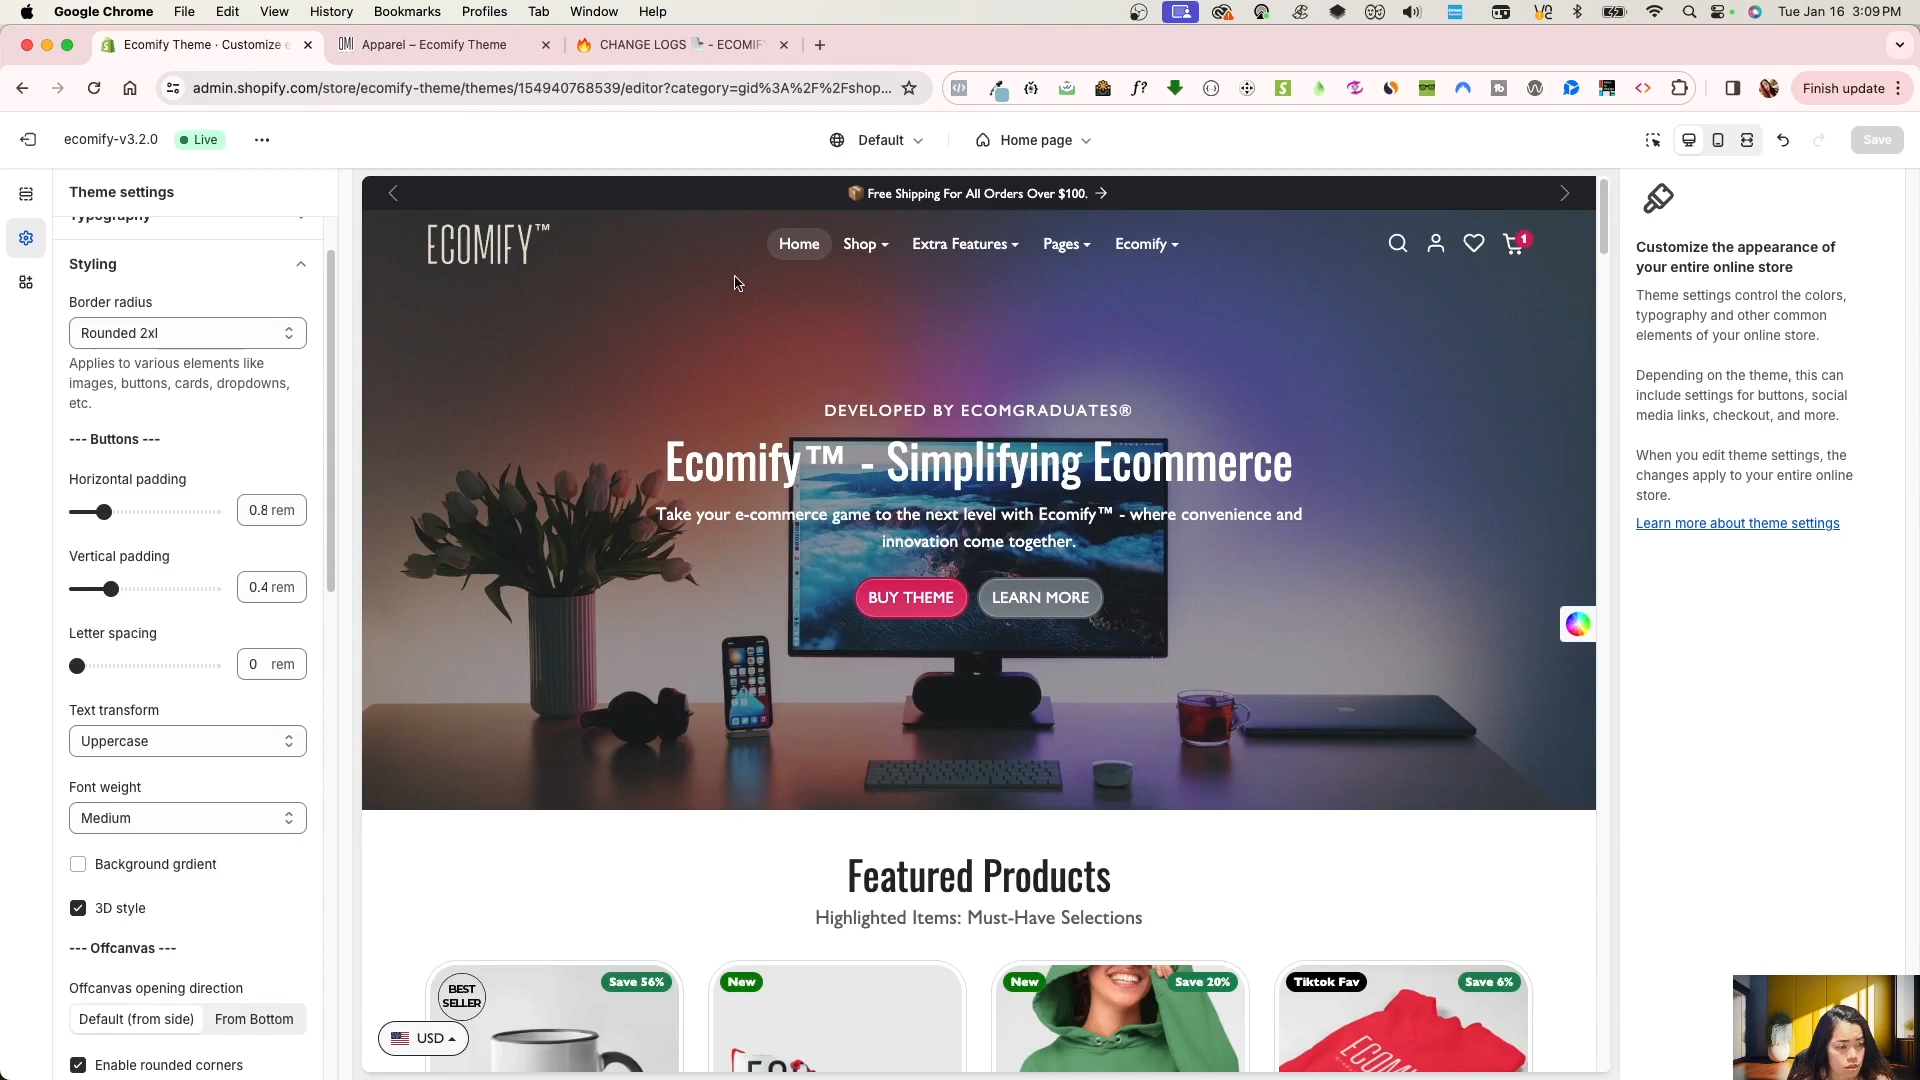 Google Chrome File Edit View History Bookmarks Profiles Tab Window Help Tue Jan 16 3:09 PM
Ecomify Theme · Customize e Apparel – Ecomify Theme CHANGE LOGS - ECOMIF
admin.shopify.com/store/ecomify-theme/themes/154940768539/editor?category=gid%3A%2F%2Fshop... Finish update
ecomify-v3.2.0 Live Default Home page Save
Theme settings
Typography
Styling
Border radius
Rounded 2xl
Applies to various elements like
images, buttons, cards, dropdowns,
etc.
--- Buttons ---
Horizontal padding
0.8 rem
Vertical padding
0.4 rem
Letter spacing
0 rem
Text transform
Uppercase
Font weight
Medium
Background grdient
3D style
--- Offcanvas ---
Offcanvas opening direction
Default (from side) From Bottom
Enable rounded corners
Free Shipping For All Orders Over $100. →
ECOMIFY™ Home Shop Extra Features Pages Ecomify 1
DEVELOPED BY ECOMGRADUATES®
Ecomify™ - Simplifying Ecommerce
Take your e-commerce game to the next level with Ecomify™ - where convenience and
innovation come together.
BUY THEME LEARN MORE
Featured Products
Highlighted Items: Must-Have Selections
BEST
SELLER
Save 56% New New Save 20% Tiktok Fav Save 6%
USD
Customize the appearance of
your entire online store
Theme settings control the colors,
typography and other common
elements of your online store.
Depending on the theme, this can
include settings for buttons, social
media links, checkout, and more.
When you edit theme settings, the
changes apply to your entire online
store.
Learn more about theme settings